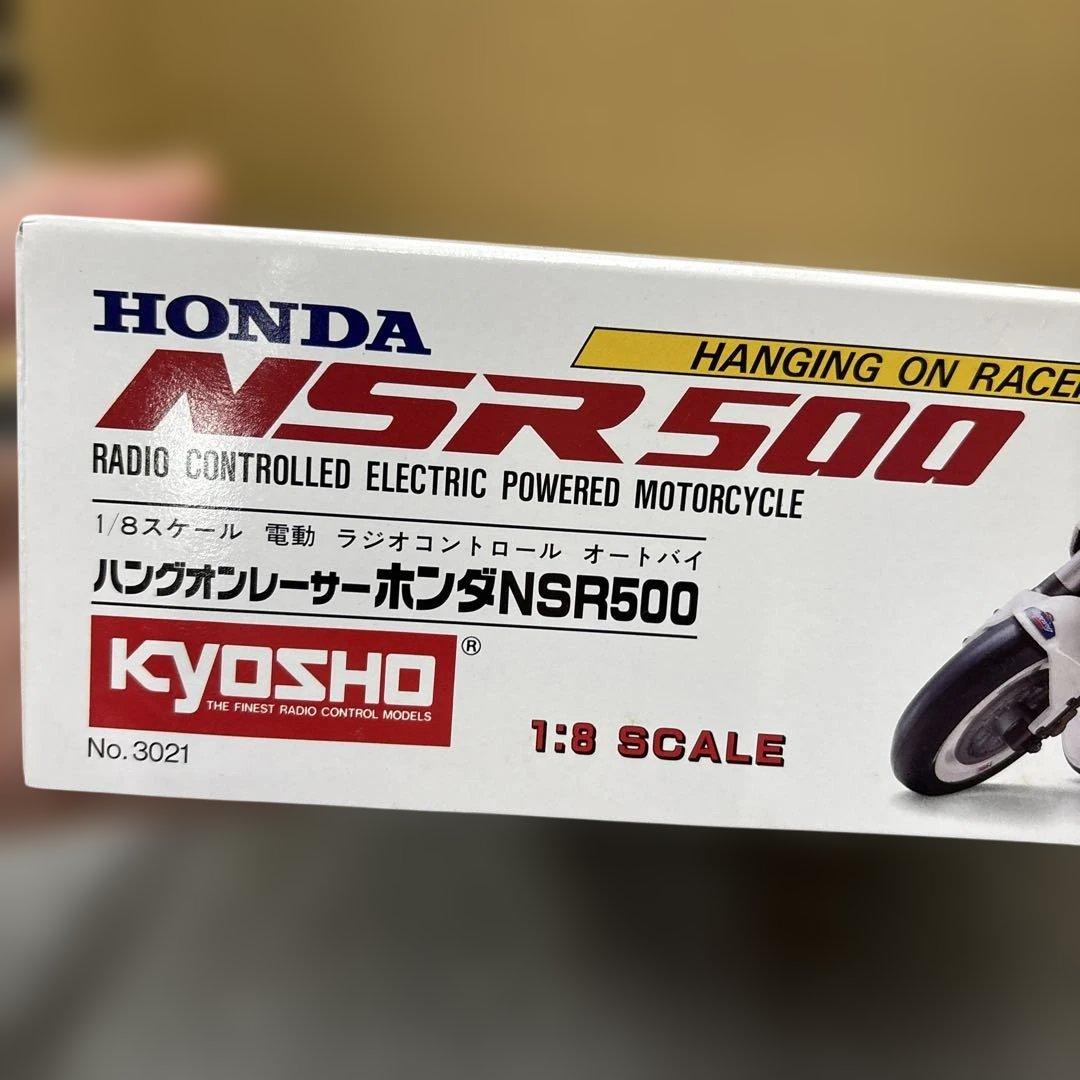 HONDA
HANGING ON RACER
NSR500
RADIO CONTROLLED ELECTRIC POWERED MOTORCYCLE
1/8スケール 電動 ラジオコントロール オートバイ
ハングオンレーサーホンダNSR500
KYOSHO ®
THE FINEST RADIO CONTROL MODELS
No. 3021
1:8 SCALE